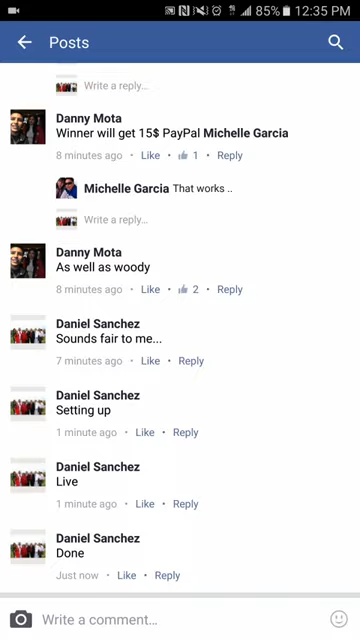 85% 12:35 PM
Posts
Write a reply...
Danny Mota
Winner will get 15$ PayPal Michelle Garcia
8 minutes ago • Like • 1 • Reply
Michelle Garcia That works ..
Write a reply...
Danny Mota
As well as woody
8 minutes ago • Like • 2 • Reply
Daniel Sanchez
Sounds fair to me...
7 minutes ago • Like • Reply
Daniel Sanchez
Setting up
1 minute ago • Like • Reply
Daniel Sanchez
Live
1 minute ago • Like • Reply
Daniel Sanchez
Done
Just now • Like • Reply
Write a comment...